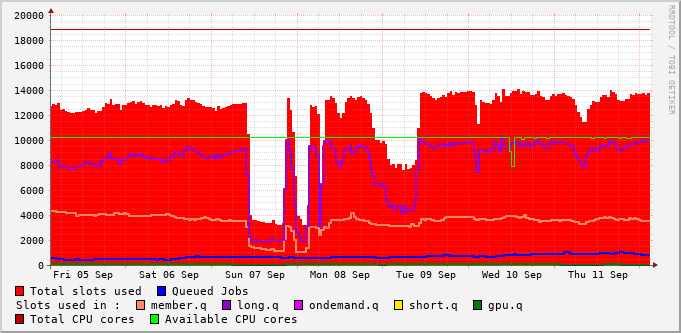 20000
18000
16000
14000
12000
10000
8000
6000
4000
2000
0
Fri 05 Sep Sat 06 Sep Sun 07 Sep Mon 08 Sep Tue 09 Sep Wed 10 Sep Thu 11 Sep
Total slots used Queued Jobs
Slots used in : member.q long.q ondemand.q short.q gpu.q
Total CPU cores Available CPU cores
RRDTOOL / TOBI OETIKER